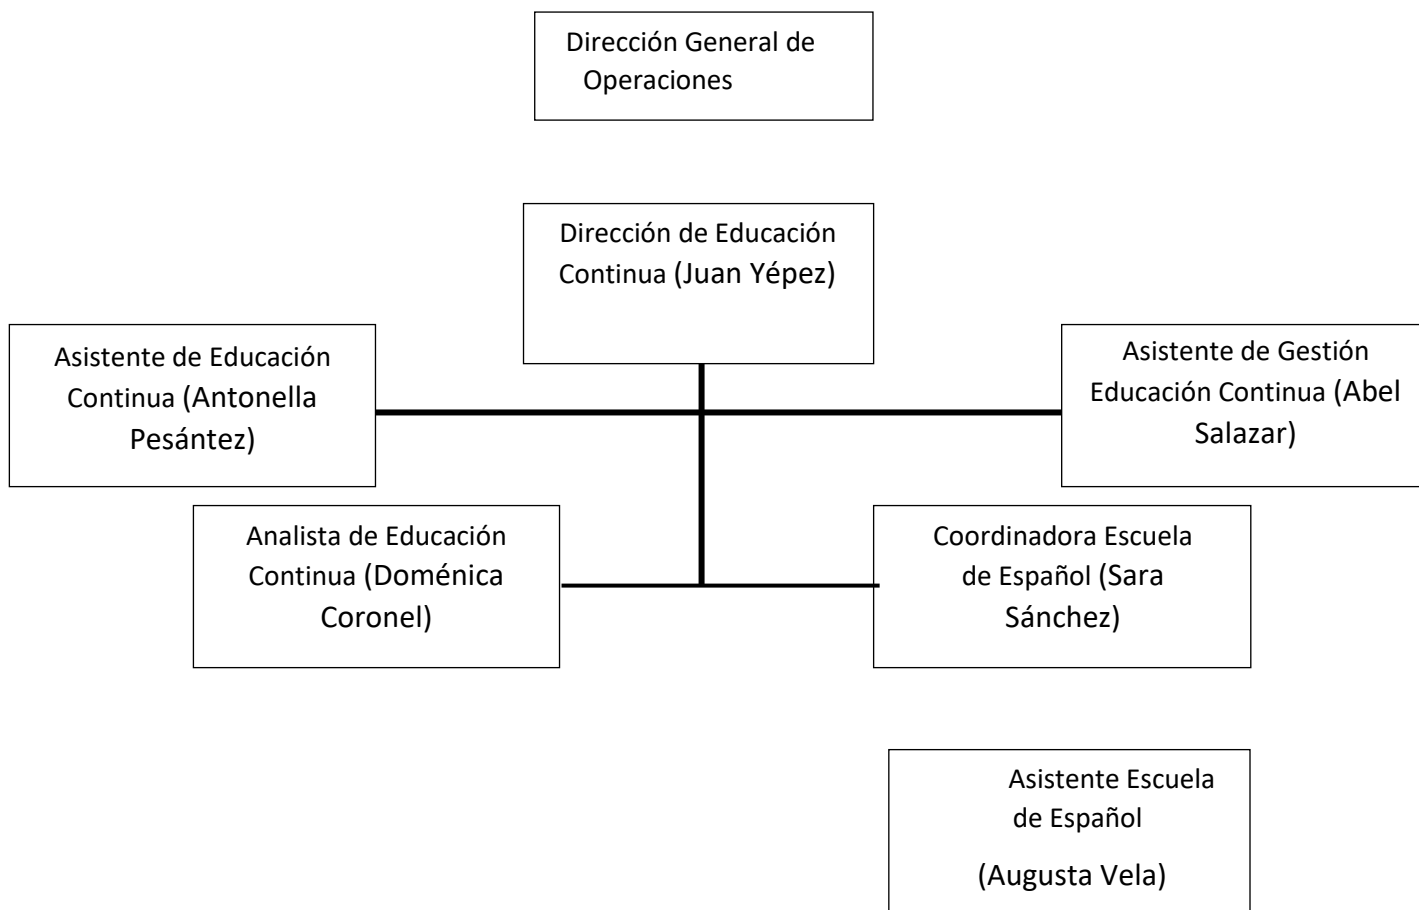 Dirección General de
Operaciones
Dirección de Educación
Continua (Juan Yépez)
Asistente de Educación
Continua (Antonella
Pesántez)
Asistente de Gestión
Educación Continua (Abel
Salazar)
Analista de Educación
Continua (Doménica
Coronel)
Coordinadora Escuela
de Español (Sara
Sánchez)
Asistente Escuela
de Español
(Augusta Vela)